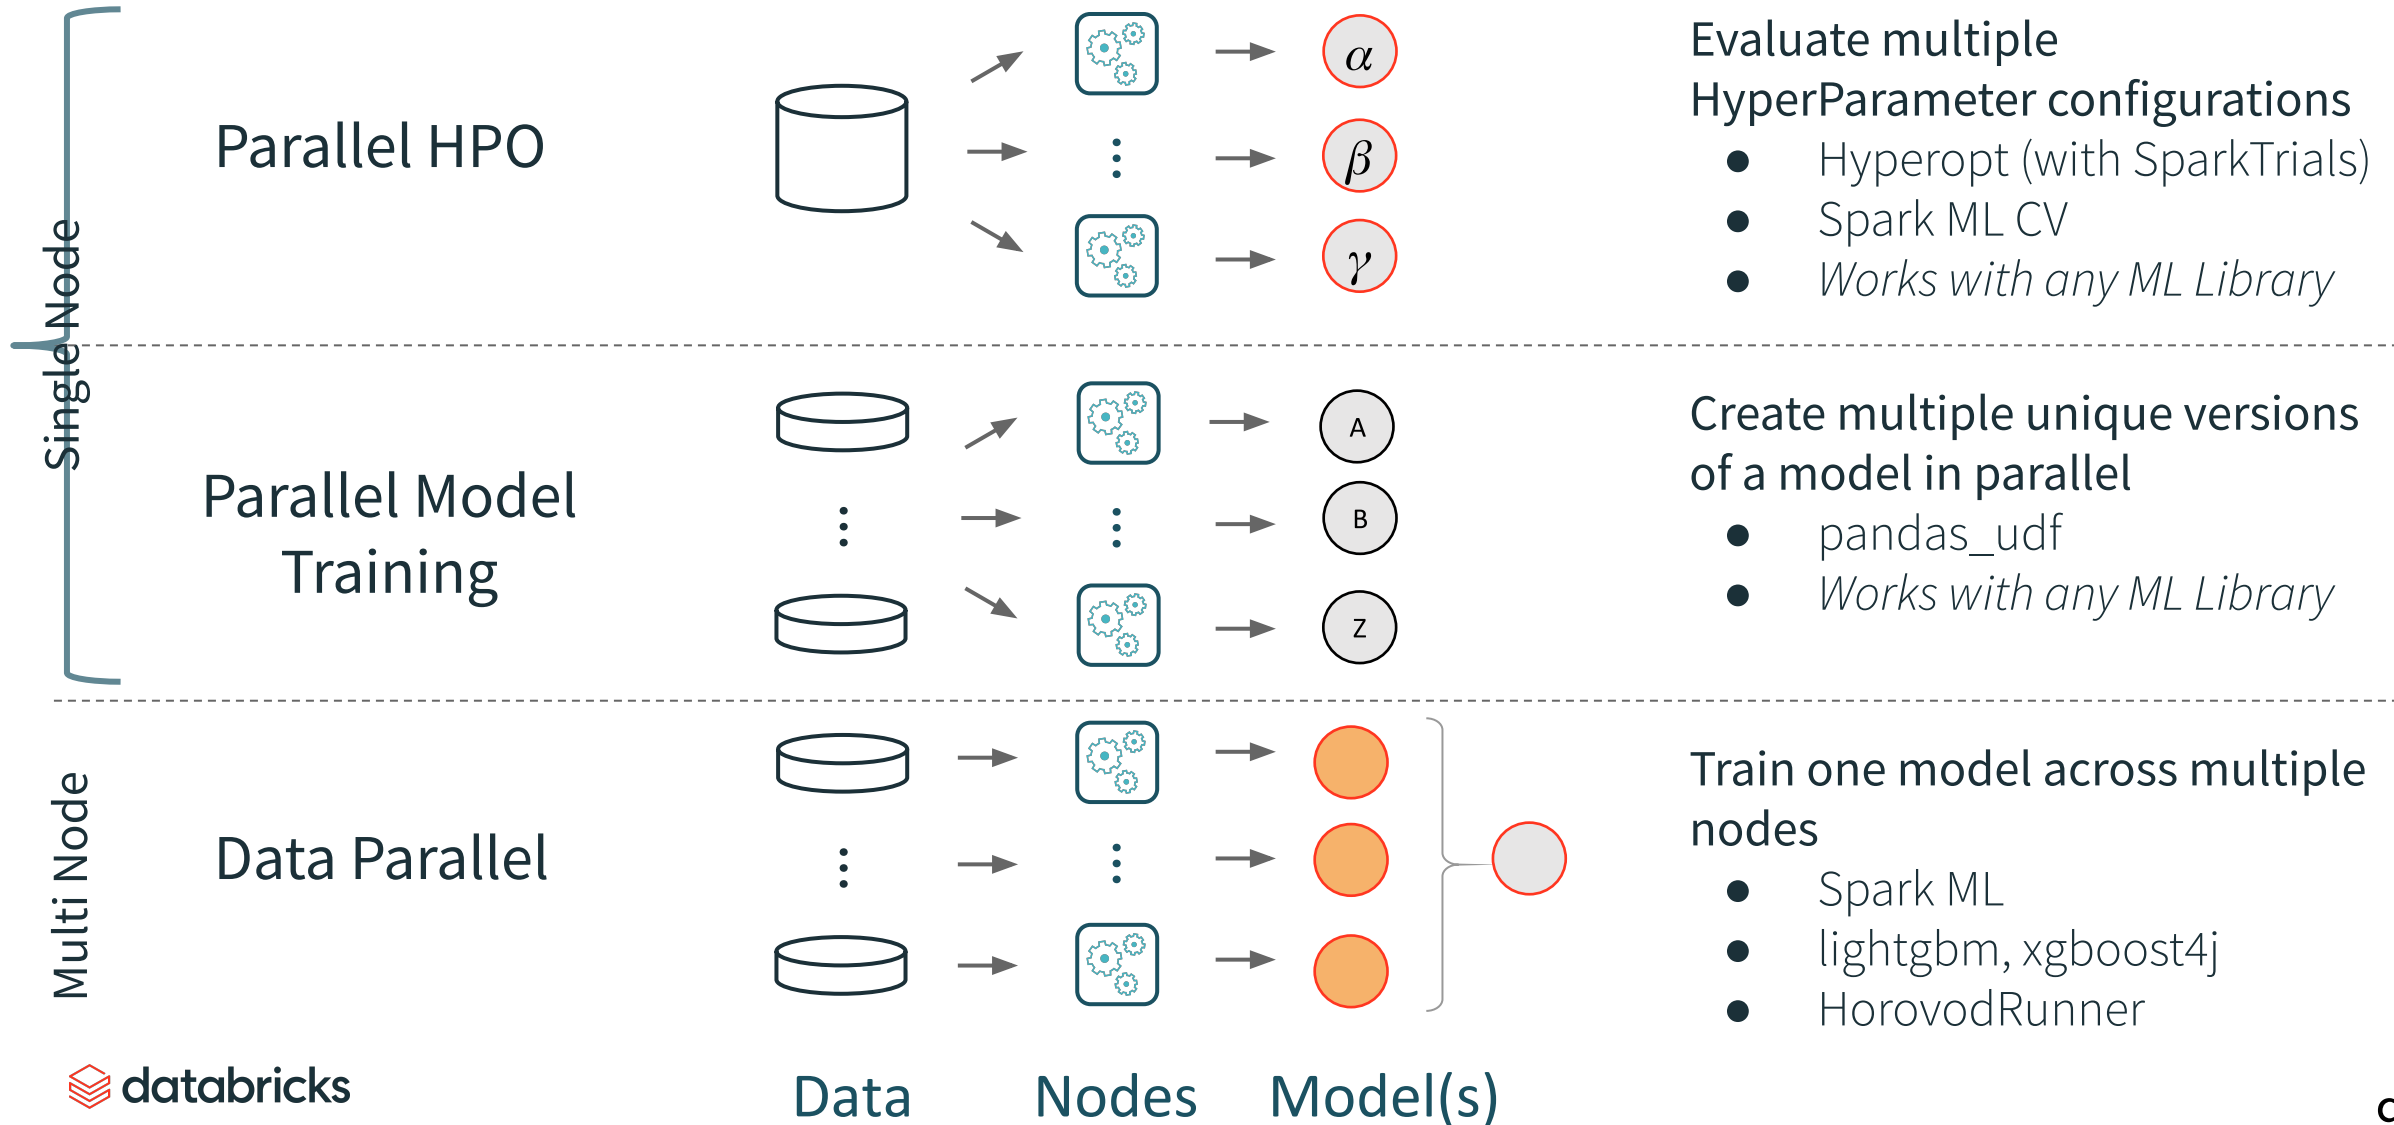 Single Node
Parallel HPO
α
β
γ
Evaluate multiple
HyperParameter configurations
● Hyperopt (with SparkTrials)
● Spark ML CV
● Works with any ML Library
Parallel Model
Training
A
B
Z
Create multiple unique versions
of a model in parallel
● pandas_udf
● Works with any ML Library
Multi Node
Data Parallel
Train one model across multiple
nodes
● Spark ML
● lightgbm, xgboost4j
● HorovodRunner
databricks
Data
Nodes
Model(s)